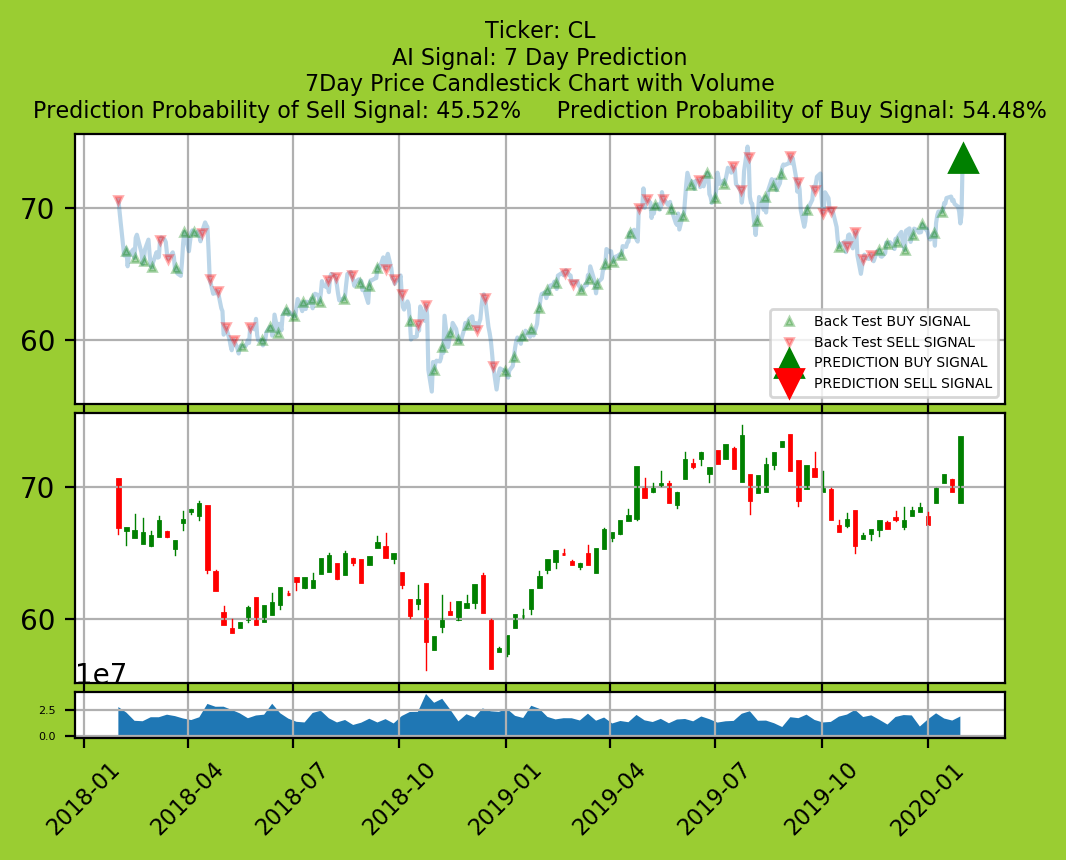 Ticker: CL
AI Signal: 7 Day Prediction
7Day Price Candlestick Chart with Volume
Prediction Probability of Sell Signal: 45.52% Prediction Probability of Buy Signal: 54.48%
70
60
Back Test BUY SIGNAL
Back Test SELL SIGNAL
PREDICTION BUY SIGNAL
PREDICTION SELL SIGNAL
70
60
1e7
2.5
0.0
2018-01
2018-04
2018-07
2018-10
2019-01
2019-04
2019-07
2019-10
2020-01